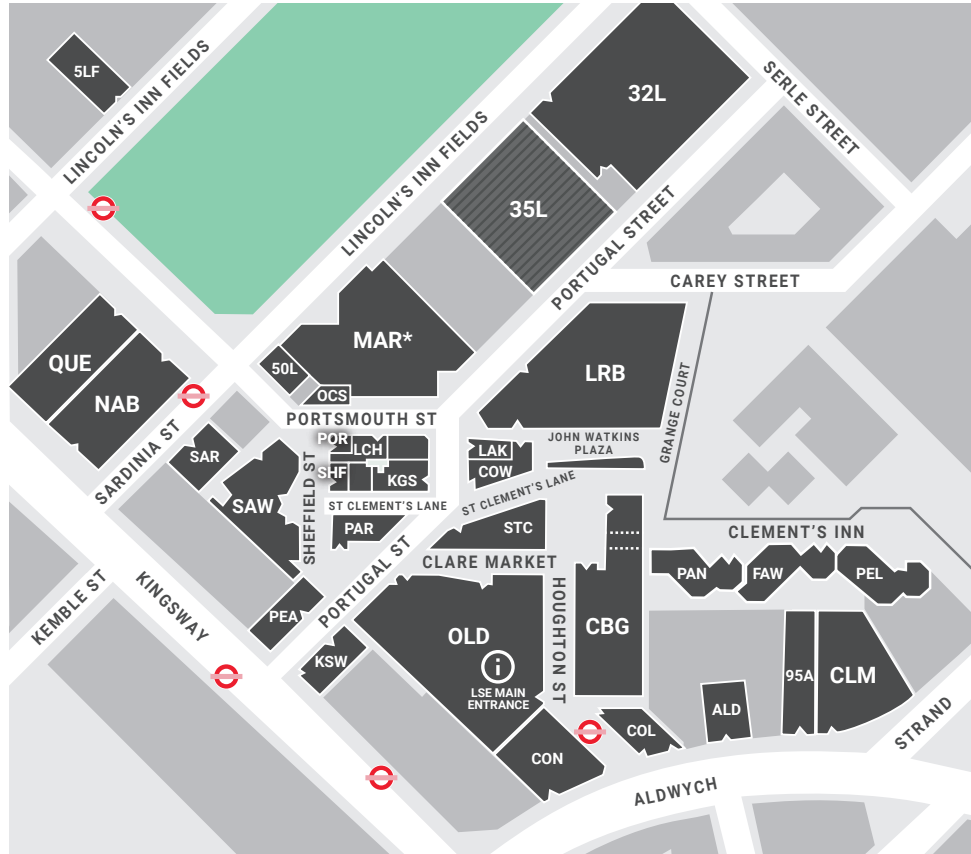 5LF
LINCOLN'S INN FIELDS
32L
SERLE STREET
LINCOLN'S INN FIELDS
35L
PORTUGAL STREET
CAREY STREET
MAR*
QUE
50L
LRB
NAB
OCS
PORTSMOUTH ST
GRANGE COURT
SARDINIA ST
POR
LCH
JOHN WATKINS
PLAZA
SAR
LAK
SHF
KGS
COW
SHEFFIELD ST
ST CLEMENT'S LANE
ST CLEMENT'S LANE
SAW
PAR
STC
CLEMENT'S INN
CLARE MARKET
PORTUGAL ST
KEMBLE ST
KINGSWAY
PAN
FAW
PEL
HOUGHTON ST
PEA
CBG
OLD
KSW
LSE MAIN
ENTRANCE
95A
CLM
ALD
COL
STRAND
CON
ALDWYCH